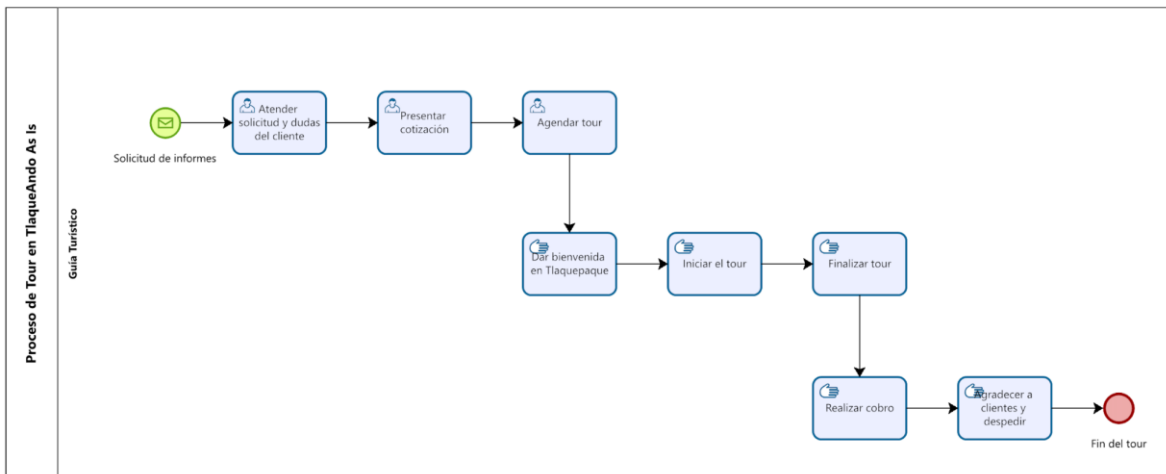 Proceso de Tour en TlaqueAndo As Is
Guía Turístico
Solicitud de informes
Atender
solicitud y dudas
del cliente
Presentar
cotización
Agendar tour
Dar bienvenida
en Tlaquepaque
Iniciar el tour
Finalizar tour
Realizar cobro
Agradecer a
clientes y
despedir
Fin del tour